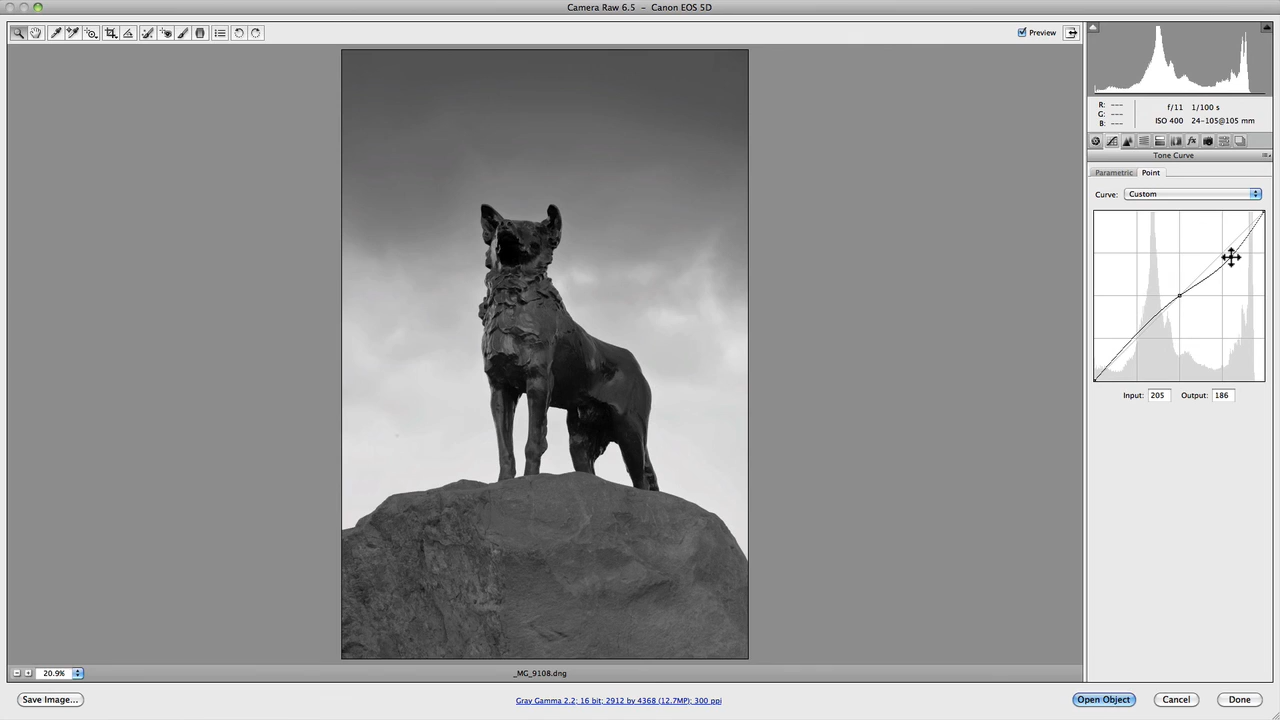 Camera Raw 6.5 – Canon EOS 5D
Preview
R: ---
G: ---
B: ---
f/11 1/100 s
ISO 400 24-105@105 mm
fx
Tone Curve
Parametric Point
Curve: Custom
Input: 205 Output: 186
20.9%
_MG_9108.dng
Save Image...
Gray Gamma 2.2; 16 bit; 2912 by 4368 (12.7MP); 300 ppi
Open Object Cancel Done